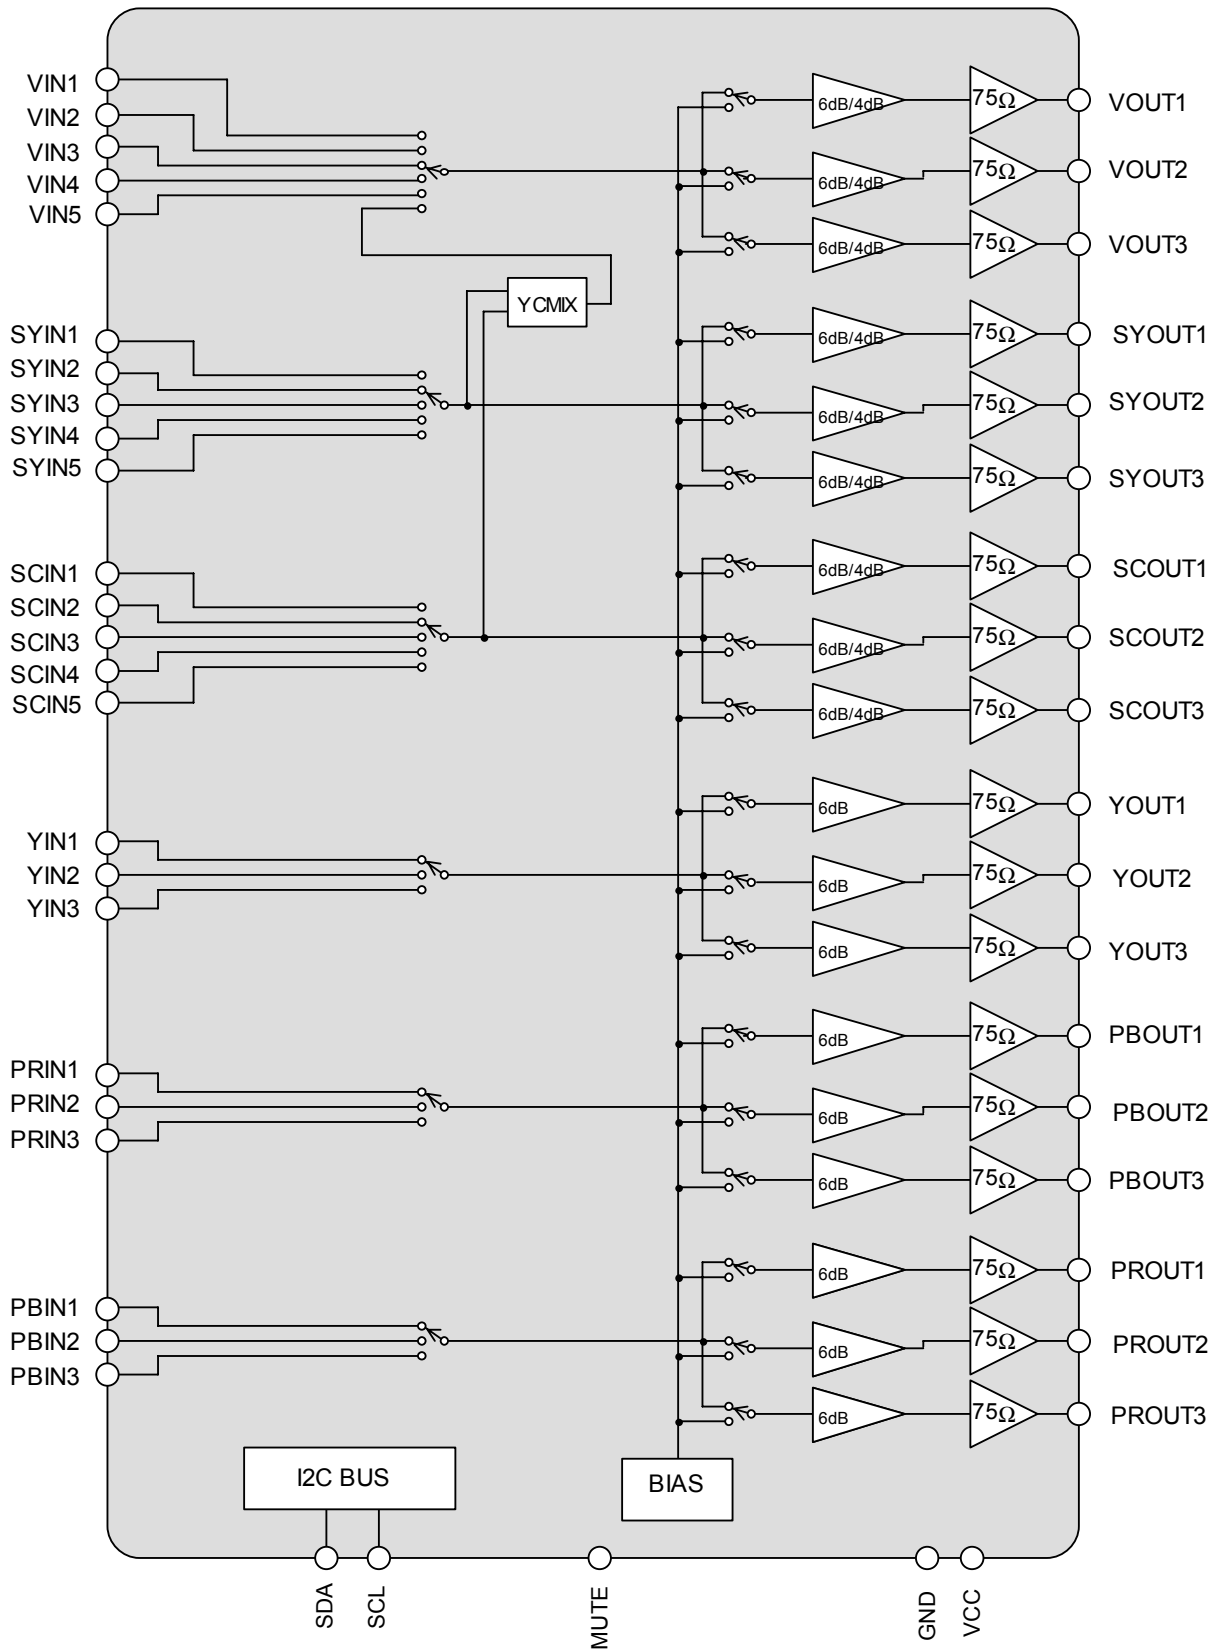 VIN1
VIN2
VIN3
VIN4
VIN5
6dB/4dB 75Ω VOUT1
6dB/4dB 75Ω VOUT2
6dB/4dB 75Ω VOUT3
YCMIX
SYIN1
SYIN2
SYIN3
SYIN4
SYIN5
6dB/4dB 75Ω SYOUT1
6dB/4dB 75Ω SYOUT2
6dB/4dB 75Ω SYOUT3
SCIN1
SCIN2
SCIN3
SCIN4
SCIN5
6dB/4dB 75Ω SCOUT1
6dB/4dB 75Ω SCOUT2
6dB/4dB 75Ω SCOUT3
YIN1
YIN2
YIN3
6dB 75Ω YOUT1
6dB 75Ω YOUT2
6dB 75Ω YOUT3
PRIN1
PRIN2
PRIN3
6dB 75Ω PBOUT1
6dB 75Ω PBOUT2
6dB 75Ω PBOUT3
PBIN1
PBIN2
PBIN3
6dB 75Ω PROUT1
6dB 75Ω PROUT2
6dB 75Ω PROUT3
I2C BUS
BIAS
SDA
SCL
MUTE
GND
VCC